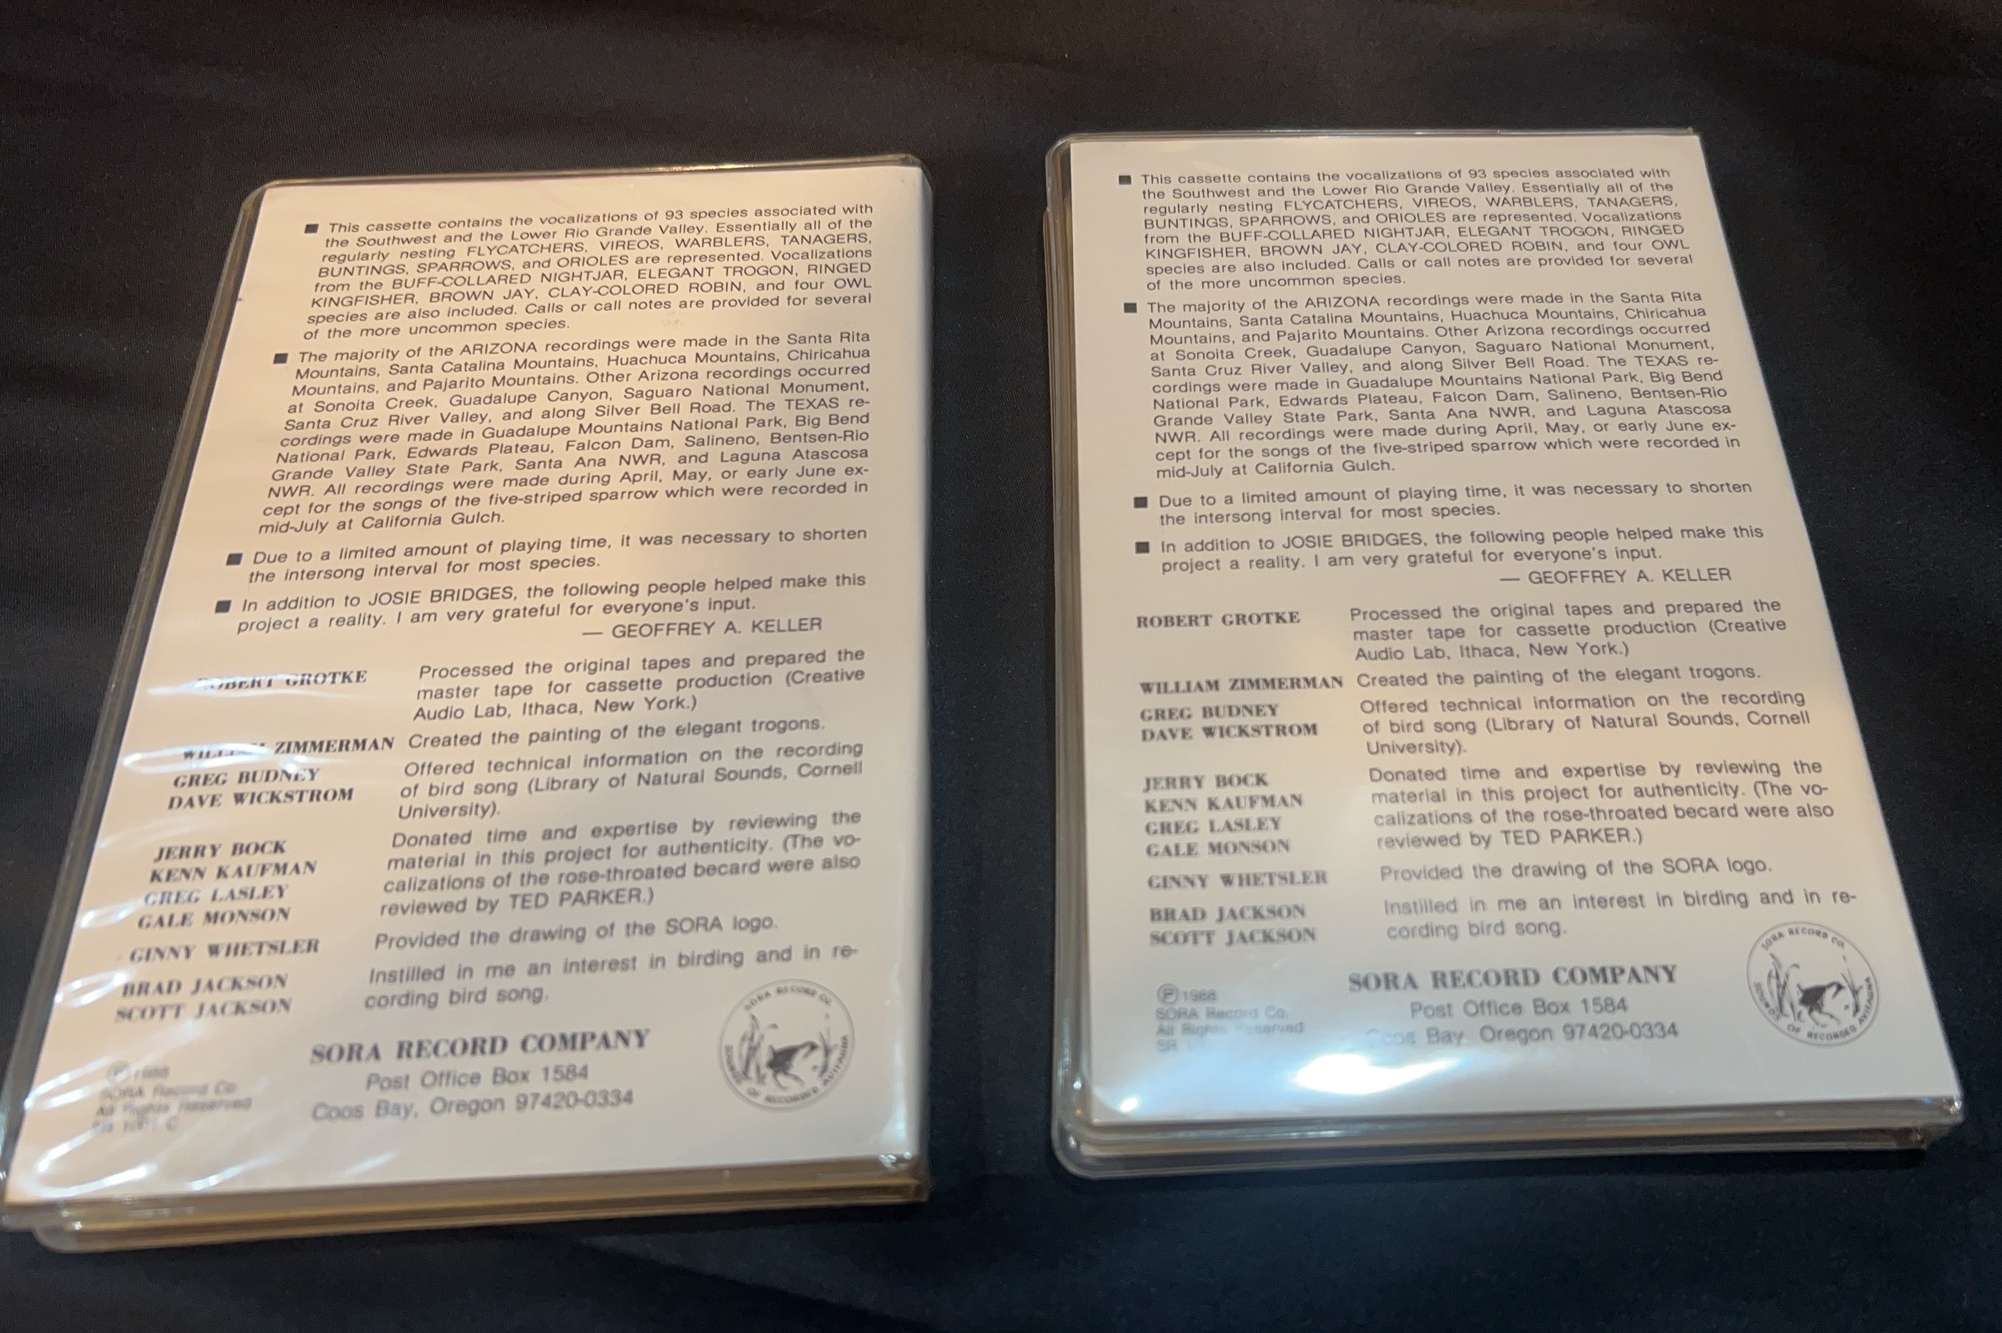 ■ This cassette contains the vocalizations of 93 species associated with
the Southwest and the Lower Rio Grande Valley. Essentially all of the
regularly nesting FLYCATCHERS, VIREOS, WARBLERS, TANAGERS,
BUNTINGS, SPARROWS, and ORIOLES are represented. Vocalizations
from the BUFF-COLLARED NIGHTJAR, ELEGANT TROGON, RINGED
KINGFISHER, BROWN JAY, CLAY-COLORED ROBIN, and four OWL
species are also included. Calls or call notes are provided for several
of the more uncommon species.
■ The majority of the ARIZONA recordings were made in the Santa Rita
Mountains, Santa Catalina Mountains, Huachuca Mountains, Chiricahua
Mountains, and Pajarito Mountains. Other Arizona recordings occurred
at Sonoita Creek, Guadalupe Canyon, Saguaro National Monument,
Santa Cruz River Valley, and along Silver Bell Road. The TEXAS re-
cordings were made in Guadalupe Mountains National Park, Big Bend
National Park, Edwards Plateau, Falcon Dam, Salineno, Bentsen-Rio
Grande Valley State Park, Santa Ana NWR, and Laguna Atascosa
NWR. All recordings were made during April, May, or early June ex-
cept for the songs of the five-striped sparrow which were recorded in
mid-July at California Gulch.
■ Due to a limited amount of playing time, it was necessary to shorten
the intersong interval for most species.
■ In addition to JOSIE BRIDGES, the following people helped make this
project a reality. I am very grateful for everyone's input.
— GEOFFREY A. KELLER
ROBERT GROTKE Processed the original tapes and prepared the
master tape for cassette production (Creative
Audio Lab, Ithaca, New York.)
WILLIAM ZIMMERMAN Created the painting of the elegant trogons.
GREG BUDNEY Offered technical information on the recording
DAVE WICKSTROM of bird song (Library of Natural Sounds, Cornell
University).
JERRY BOCK Donated time and expertise by reviewing the
KENN KAUFMAN material in this project for authenticity. (The vo-
GREG LASLEY calizations of the rose-throated becard were also
GALE MONSON reviewed by TED PARKER.)
GINNY WHETSLER Provided the drawing of the SORA logo.
BRAD JACKSON Instilled in me an interest in birding and in re-
SCOTT JACKSON cording bird song.
SORA RECORD COMPANY
Post Office Box 1584
Coos Bay, Oregon 97420-0334
Ⓟ 1988
SORA Record Co.
All Rights Reserved
SORA RECORD CO.
SOUNDS OF RECORDED AVIFAUNA
■ This cassette contains the vocalizations of 93 species associated with
the Southwest and the Lower Rio Grande Valley. Essentially all of the
regularly nesting FLYCATCHERS, VIREOS, WARBLERS, TANAGERS,
BUNTINGS, SPARROWS, and ORIOLES are represented. Vocalizations
from the BUFF-COLLARED NIGHTJAR, ELEGANT TROGON, RINGED
KINGFISHER, BROWN JAY, CLAY-COLORED ROBIN, and four OWL
species are also included. Calls or call notes are provided for several
of the more uncommon species.
■ The majority of the ARIZONA recordings were made in the Santa Rita
Mountains, Santa Catalina Mountains, Huachuca Mountains, Chiricahua
Mountains, and Pajarito Mountains. Other Arizona recordings occurred
at Sonoita Creek, Guadalupe Canyon, Saguaro National Monument,
Santa Cruz River Valley, and along Silver Bell Road. The TEXAS re-
cordings were made in Guadalupe Mountains National Park, Big Bend
National Park, Edwards Plateau, Falcon Dam, Salineno, Bentsen-Rio
Grande Valley State Park, Santa Ana NWR, and Laguna Atascosa
NWR. All recordings were made during April, May, or early June ex-
cept for the songs of the five-striped sparrow which were recorded in
mid-July at California Gulch.
■ Due to a limited amount of playing time, it was necessary to shorten
the intersong interval for most species.
■ In addition to JOSIE BRIDGES, the following people helped make this
project a reality. I am very grateful for everyone's input.
— GEOFFREY A. KELLER
ROBERT GROTKE Processed the original tapes and prepared the
master tape for cassette production (Creative
Audio Lab, Ithaca, New York.)
WILLIAM ZIMMERMAN Created the painting of the elegant trogons.
GREG BUDNEY Offered technical information on the recording
DAVE WICKSTROM of bird song (Library of Natural Sounds, Cornell
University).
JERRY BOCK Donated time and expertise by reviewing the
KENN KAUFMAN material in this project for authenticity. (The vo-
GREG LASLEY calizations of the rose-throated becard were also
GALE MONSON reviewed by TED PARKER.)
GINNY WHETSLER Provided the drawing of the SORA logo.
BRAD JACKSON Instilled in me an interest in birding and in re-
SCOTT JACKSON cording bird song.
SORA RECORD COMPANY
Post Office Box 1584
Coos Bay, Oregon 97420-0334
Ⓟ 1988
SORA Record Co.
All Rights Reserved
SR
SORA RECORD CO.
SOUNDS OF RECORDED AVIFAUNA